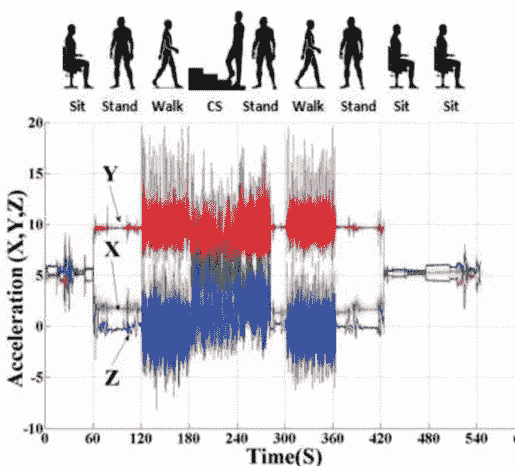 Sit Stand Walk CS Stand Walk Stand Sit Sit
20
15
Y
10
X
5
0
Z
-5
-10
Acceleration (X,Y,Z)
0 60 120 180 240 300 360 420 480 540 6
Time(S)